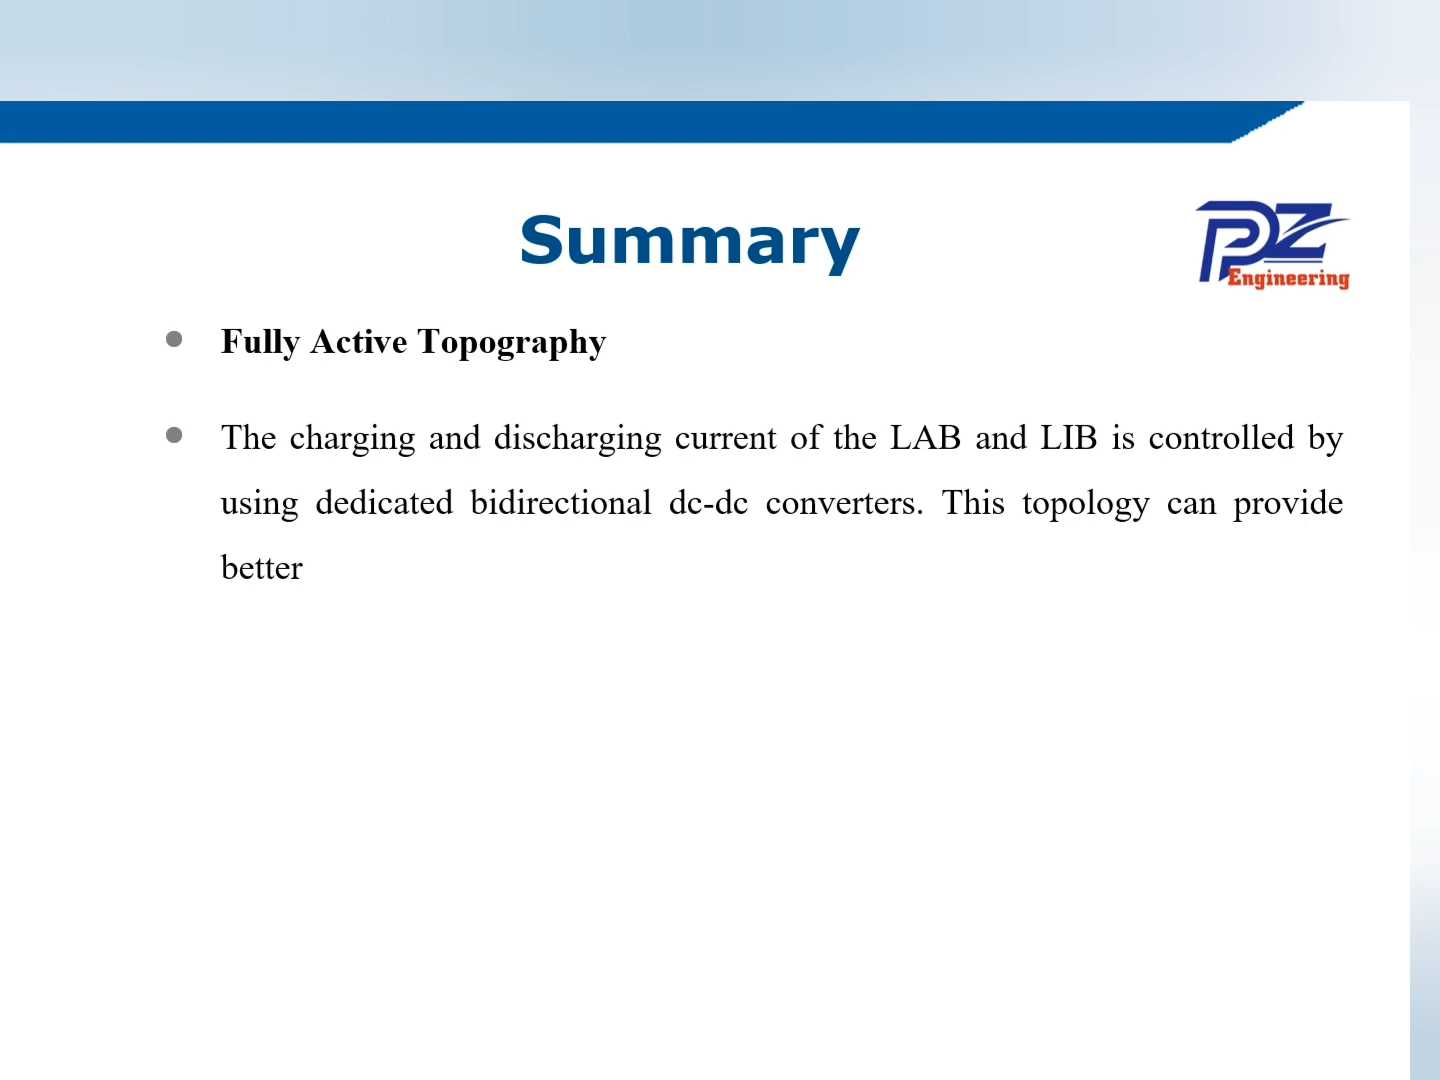 Summary
PZ
Engineering
Fully Active Topography
The charging and discharging current of the LAB and LIB is controlled by
using dedicated bidirectional dc-dc converters. This topology can provide
better